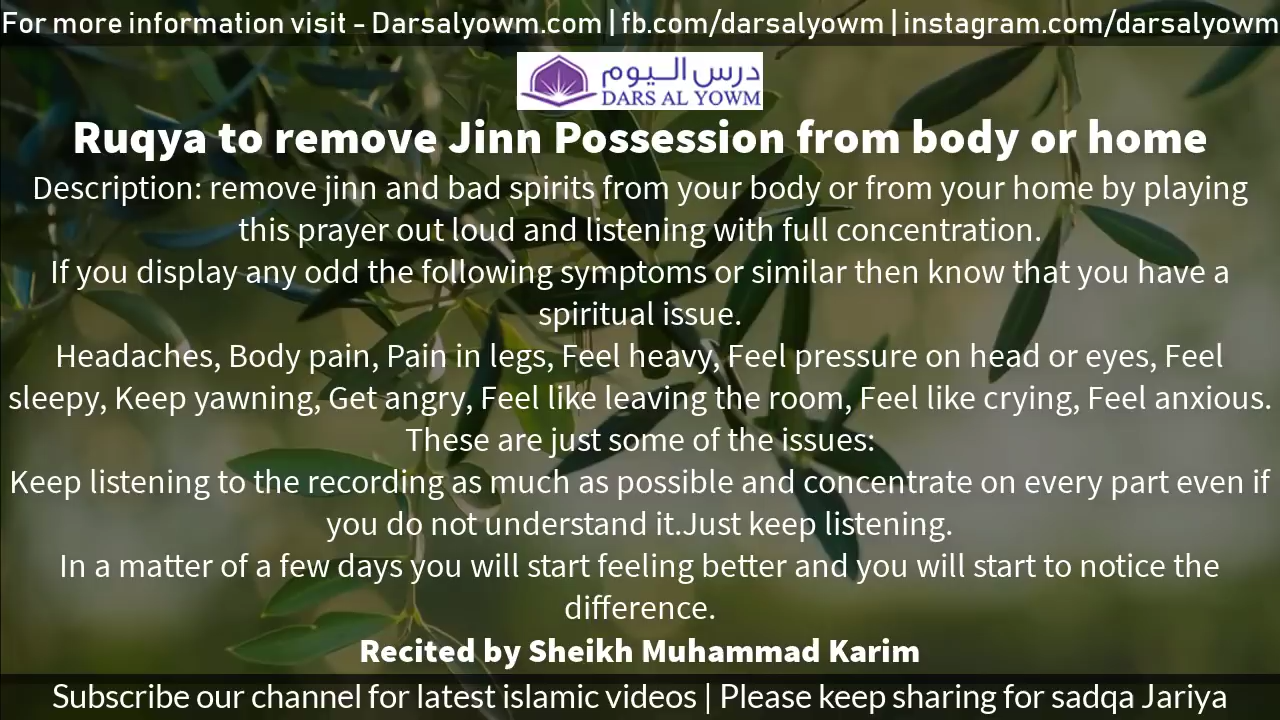 For more information visit - Darsalyowm.com | fb.com/darsalyowm | instagram.com/darsalyowm
درس اليوم
DARS AL YOWM
Ruqya to remove Jinn Possession from body or home
Description: remove jinn and bad spirits from your body or from your home by playing
this prayer out loud and listening with full concentration.
If you display any odd the following symptoms or similar then know that you have a
spiritual issue.
Headaches, Body pain, Pain in legs, Feel heavy, Feel pressure on head or eyes, Feel
sleepy, Keep yawning, Get angry, Feel like leaving the room, Feel like crying, Feel anxious.
These are just some of the issues:
Keep listening to the recording as much as possible and concentrate on every part even if
you do not understand it.Just keep listening.
In a matter of a few days you will start feeling better and you will start to notice the
difference.
Recited by Sheikh Muhammad Karim
Subscribe our channel for latest islamic videos | Please keep sharing for sadqa Jariya